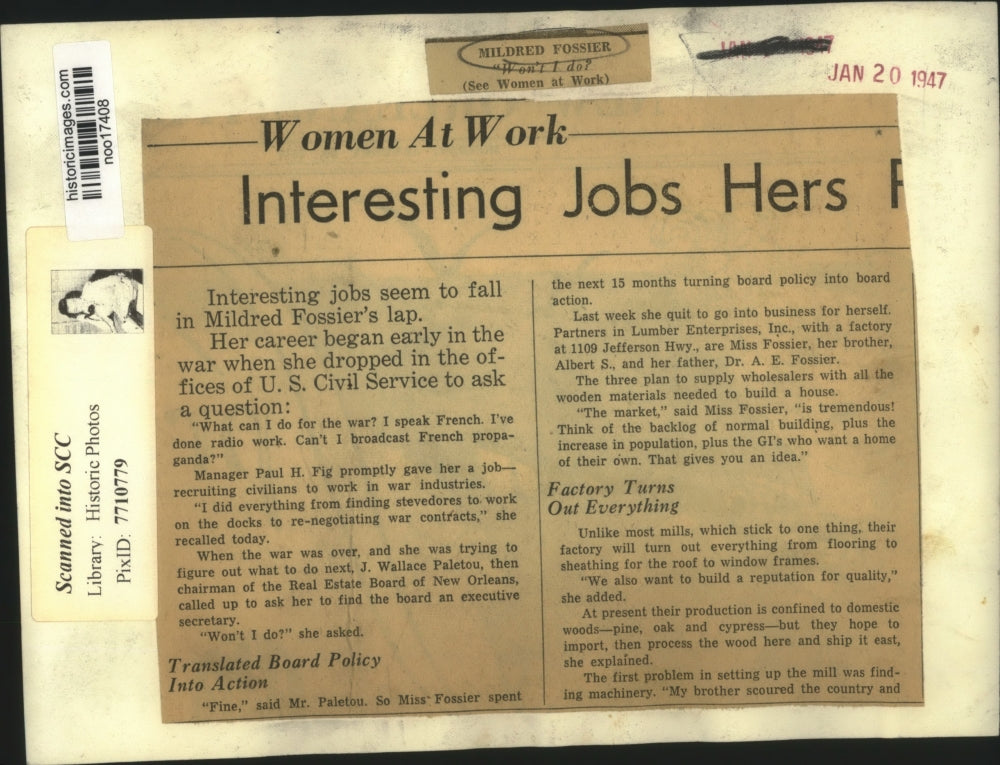 MILDRED FOSSIER
"Won't I do?
(See Women at Work)
JAN 20 1947
historicimages.com
noo17408
Scanned into SCC
Library: Historic Photos
PixID: 7710779
Women At Work
Interesting Jobs Hers
Interesting jobs seem to fall
in Mildred Fossier's lap.
Her career began early in the
war when she dropped in the of-
fices of U. S. Civil Service to ask
a question:
"What can I do for the war? I speak French. I've
done radio work. Can't I broadcast French propa-
ganda?"
Manager Paul H. Fig promptly gave her a job—
recruiting civilians to work in war industries.
"I did everything from finding stevedores to work
on the docks to re-negotiating war contracts," she
recalled today.
When the war was over, and she was trying to
figure out what to do next, J. Wallace Paletou, then
chairman of the Real Estate Board of New Orleans,
called up to ask her to find the board an executive
secretary.
"Won't I do?" she asked.
Translated Board Policy
Into Action
"Fine," said Mr. Paletou. So Miss Fossier spent
the next 15 months turning board policy into board
action.
Last week she quit to go into business for herself.
Partners in Lumber Enterprises, Inc., with a factory
at 1109 Jefferson Hwy., are Miss Fossier, her brother,
Albert S., and her father, Dr. A. E. Fossier.
The three plan to supply wholesalers with all the
wooden materials needed to build a house.
"The market," said Miss Fossier, "is tremendous!
Think of the backlog of normal building, plus the
increase in population, plus the GI's who want a home
of their own. That gives you an idea."
Factory Turns
Out Everything
Unlike most mills, which stick to one thing, their
factory will turn out everything from flooring to
sheathing for the roof to window frames.
"We also want to build a reputation for quality,"
she added.
At present their production is confined to domestic
woods—pine, oak and cypress—but they hope to
import, then process the wood here and ship it east,
she explained.
The first problem in setting up the mill was find-
ing machinery. "My brother scoured the country and